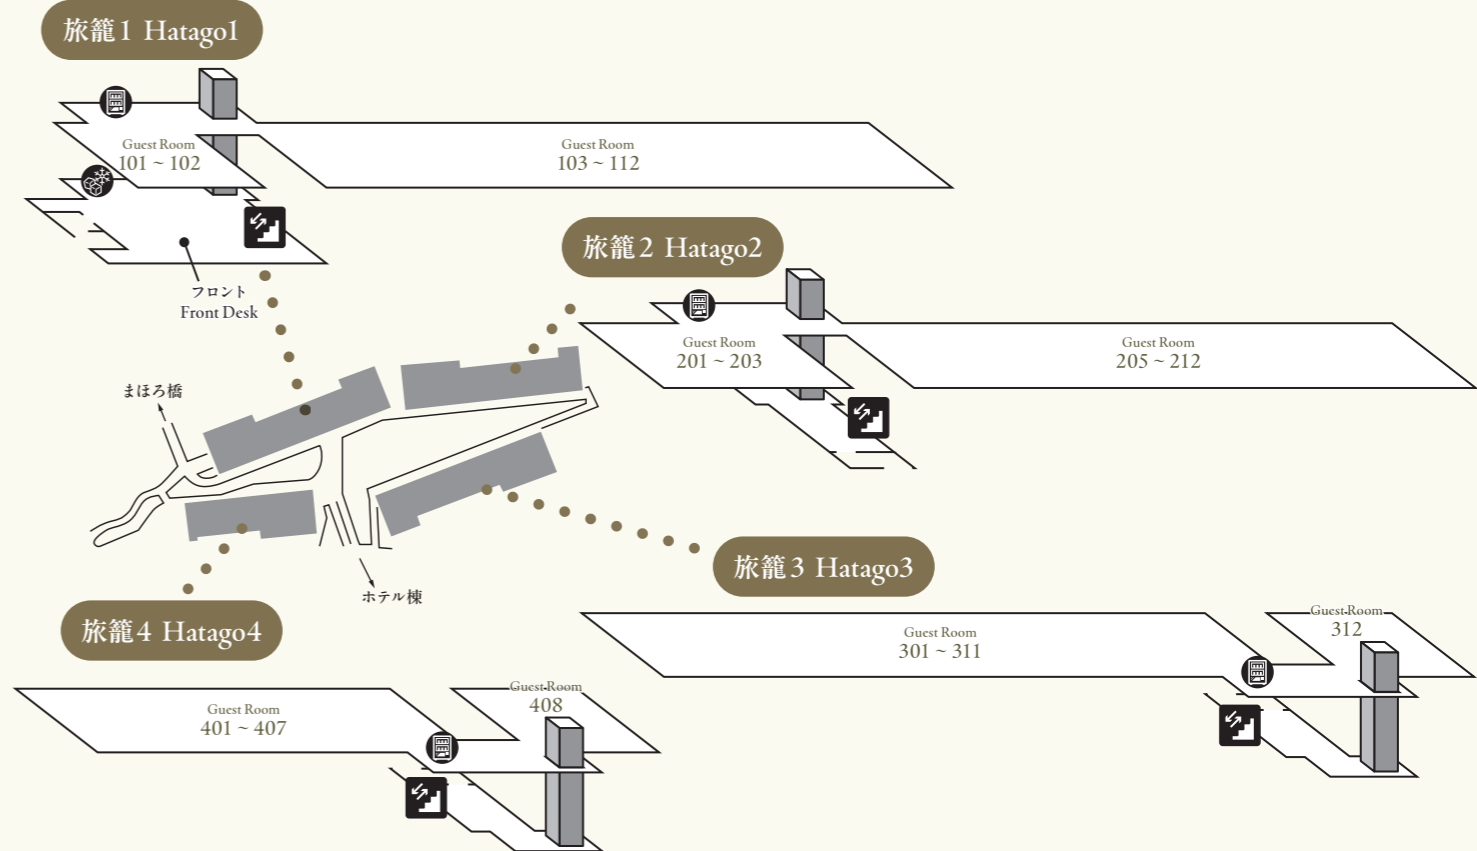 旅籠1 Hatago1
Guest Room
101 ~ 102
Guest Room
103 ~ 112
フロント
Front Desk
旅籠2 Hatago2
Guest Room
201 ~ 203
Guest Room
205 ~ 212
まほろ橋
ホテル棟
旅籠3 Hatago3
Guest Room
301 ~ 311
Guest Room
312
旅籠4 Hatago4
Guest Room
401 ~ 407
Guest Room
408